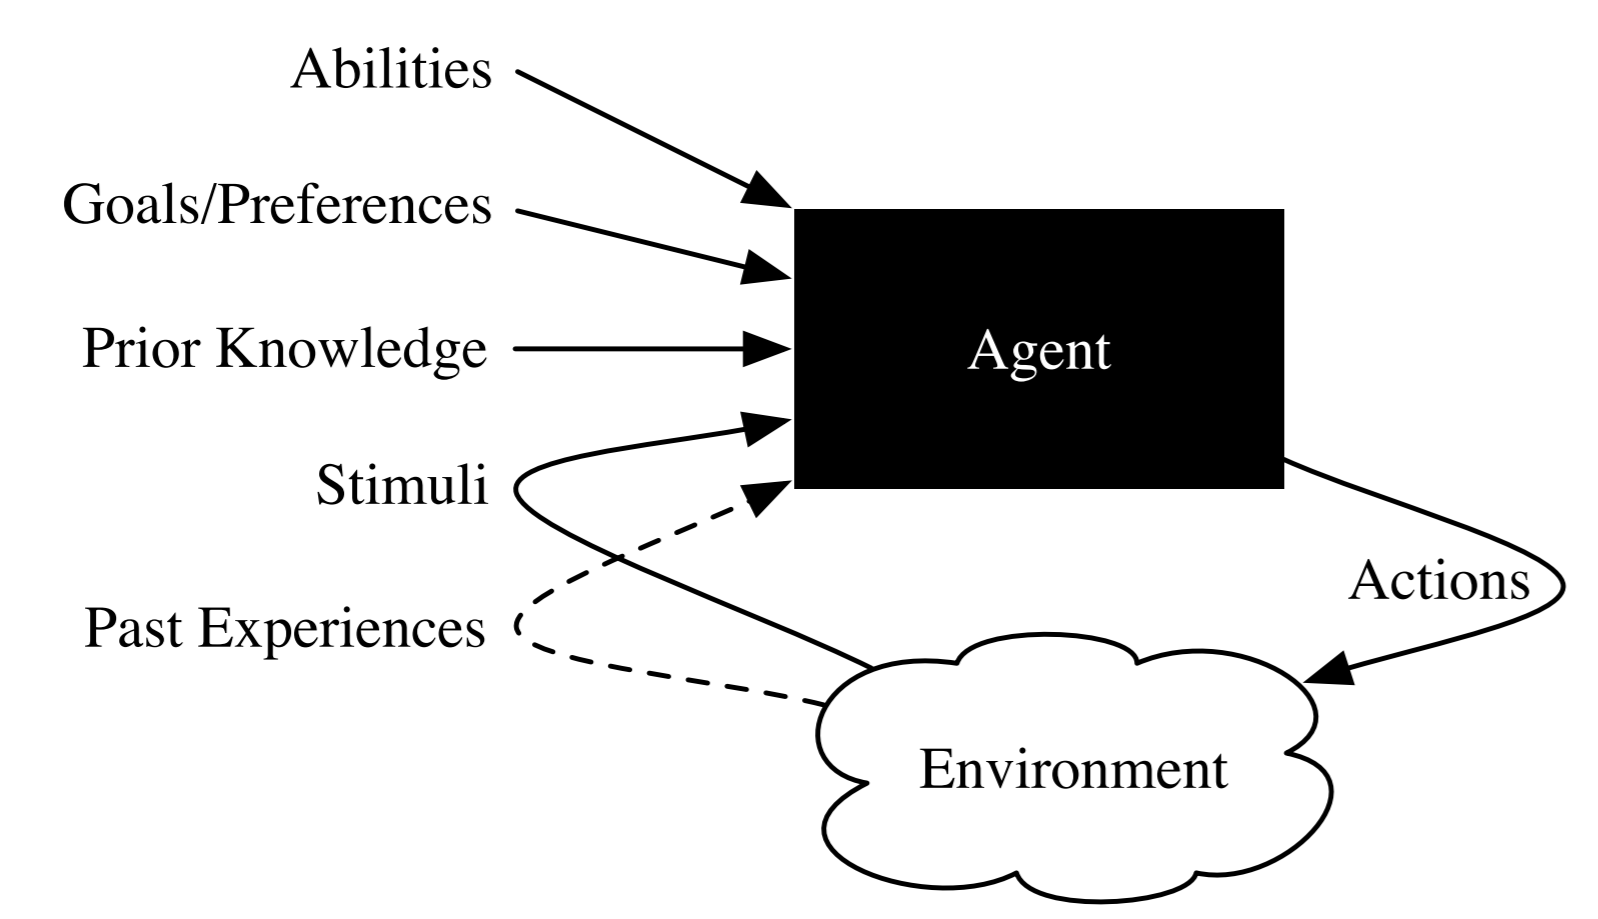 Abilities
Goals/Preferences
Prior Knowledge
Agent
Stimuli
Actions
Past Experiences
Environment